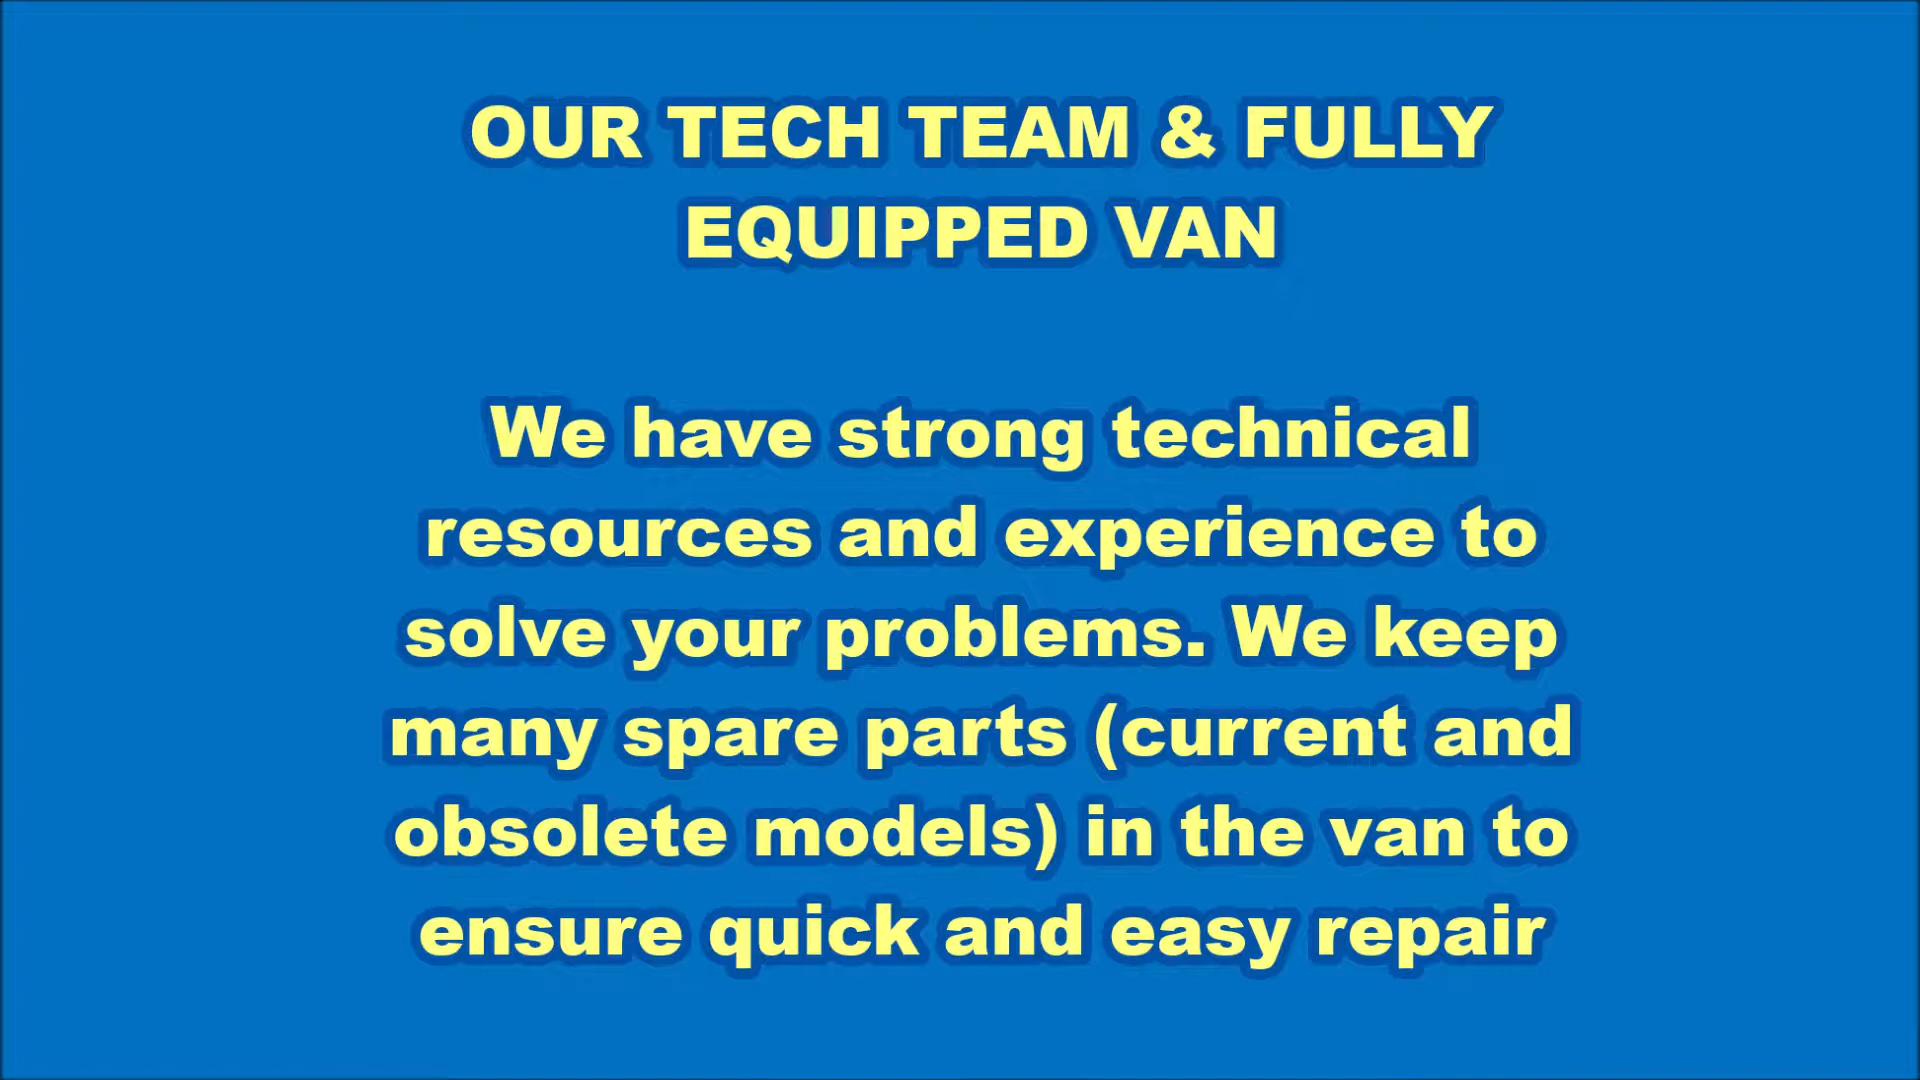 OUR TECH TEAM & FULLY
EQUIPPED VAN
We have strong technical
resources and experience to
solve your problems. We keep
many spare parts (current and
obsolete models) in the van to
ensure quick and easy repair